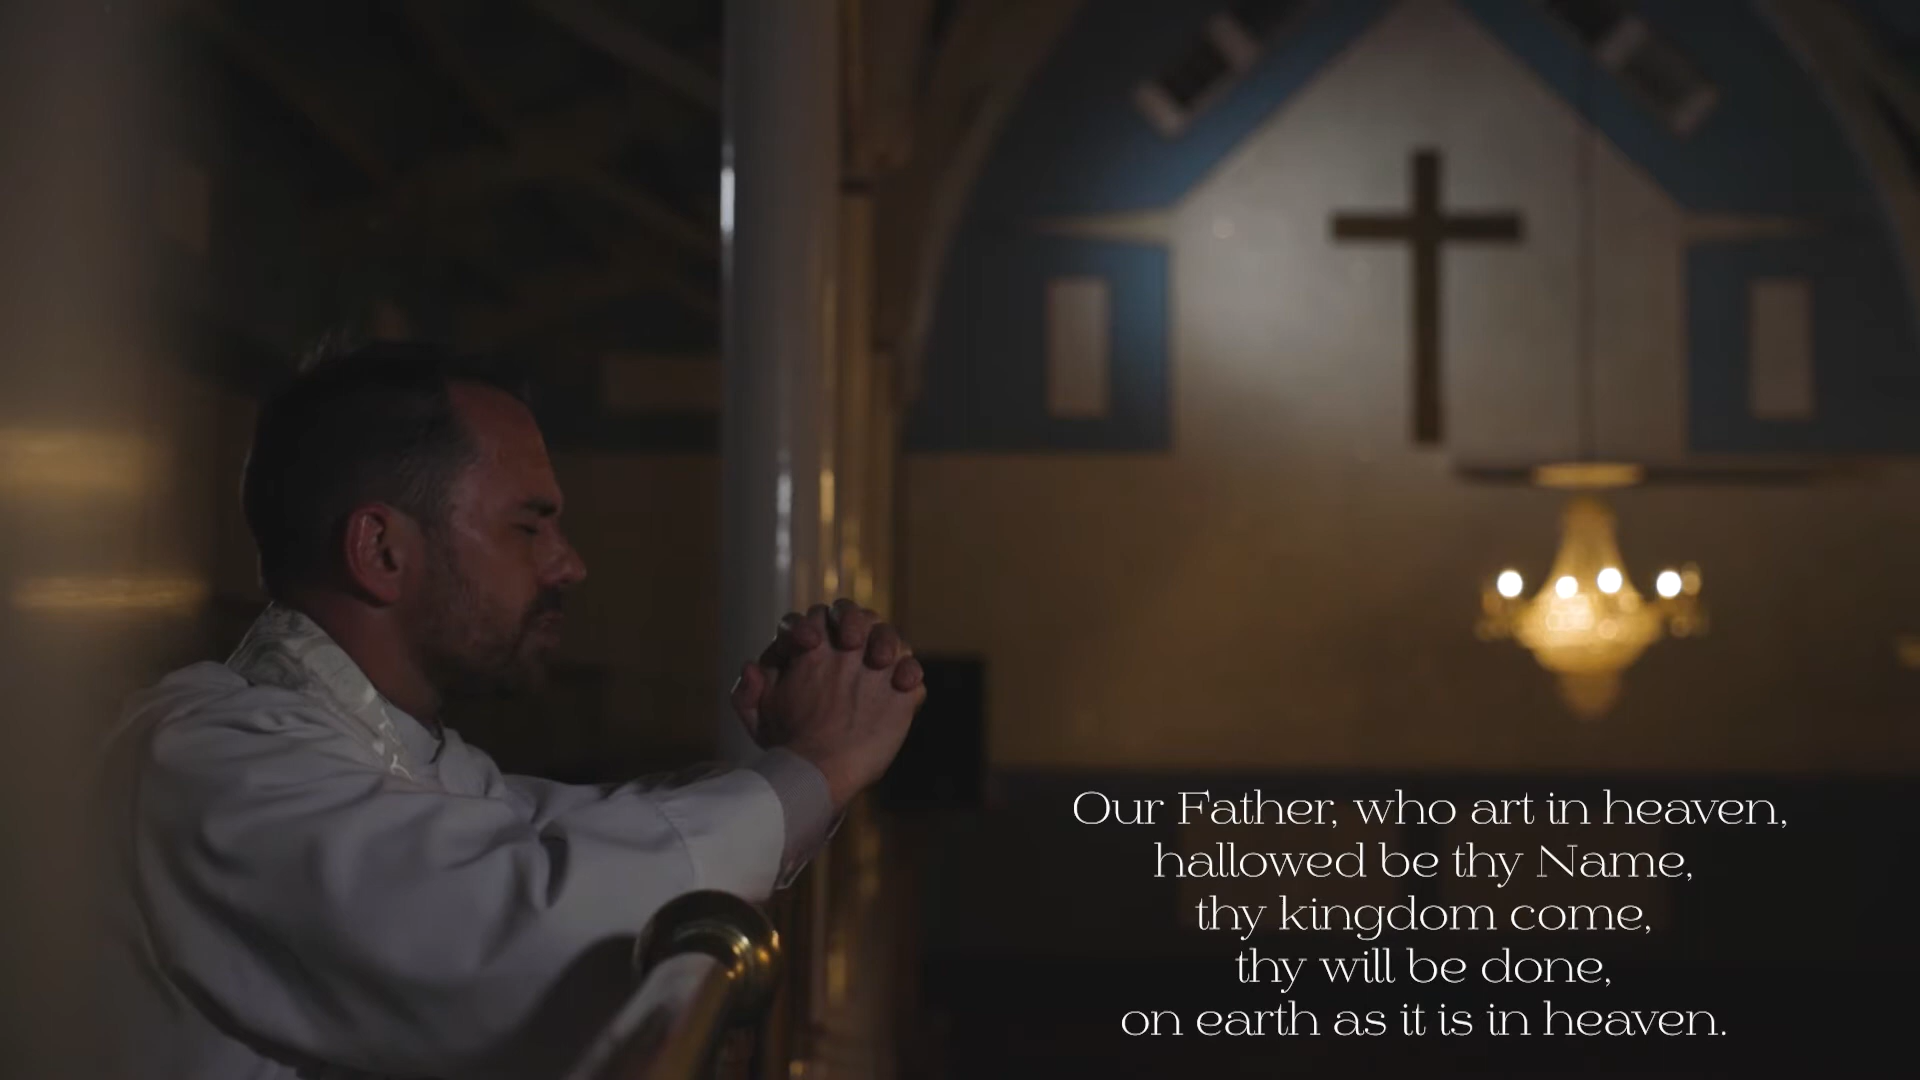 Our Father, who art in heaven,
hallowed be thy Name,
thy kingdom come,
thy will be done,
on earth as it is in heaven.